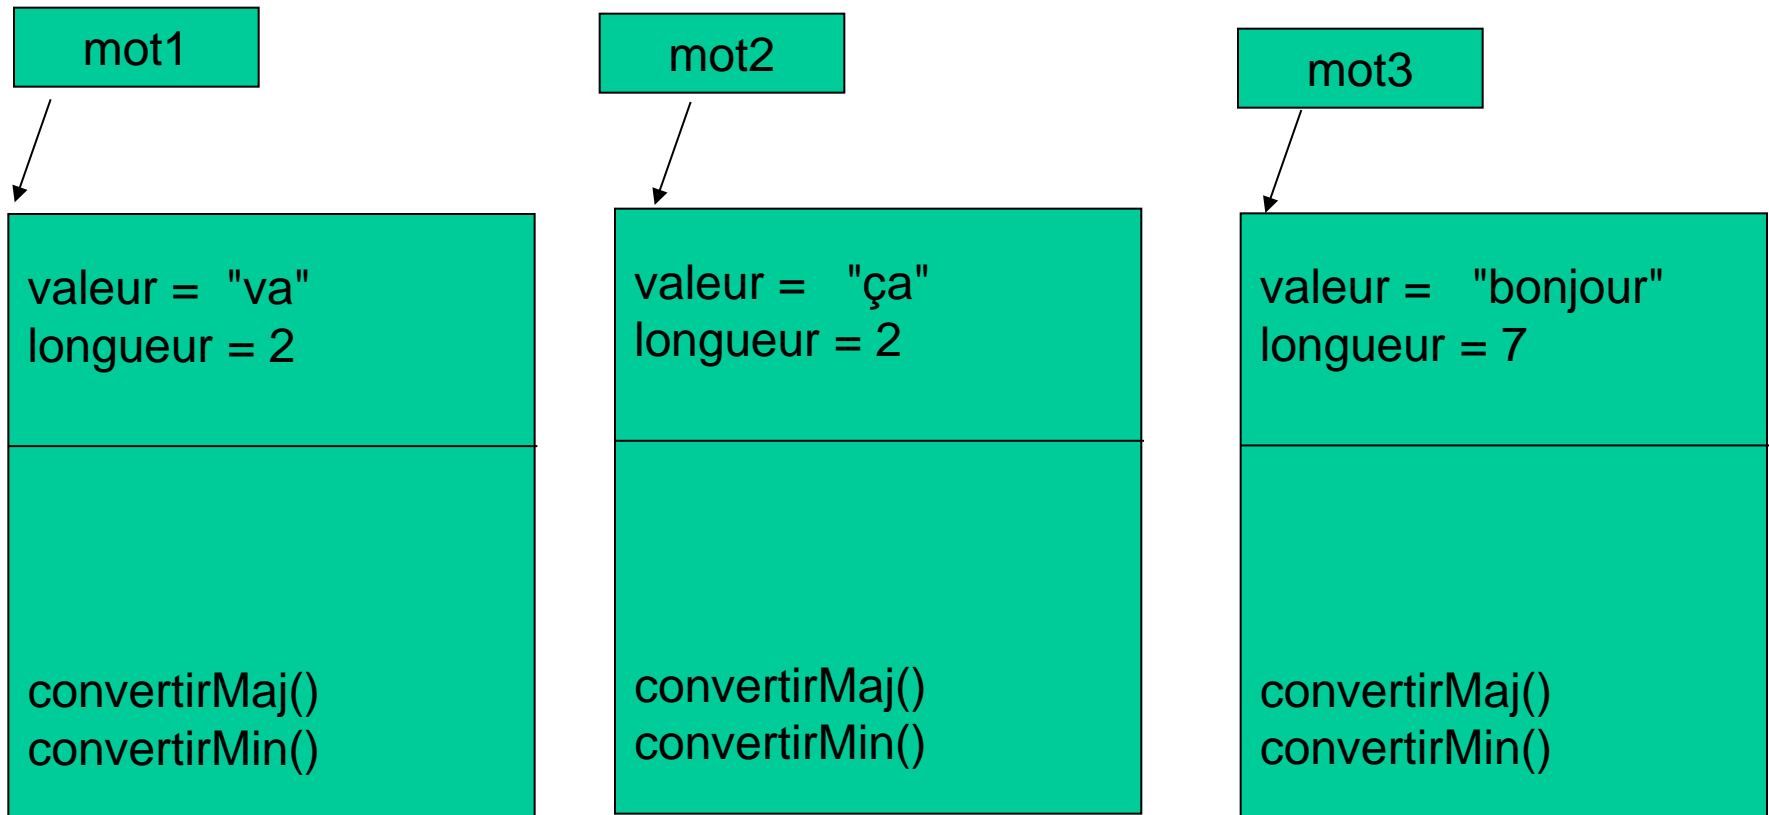 mot1
valeur = "va"
longueur = 2
convertirMaj()
convertirMin()
mot2
valeur = "ça"
longueur = 2
convertirMaj()
convertirMin()
mot3
valeur = "bonjour"
longueur = 7
convertirMaj()
convertirMin()